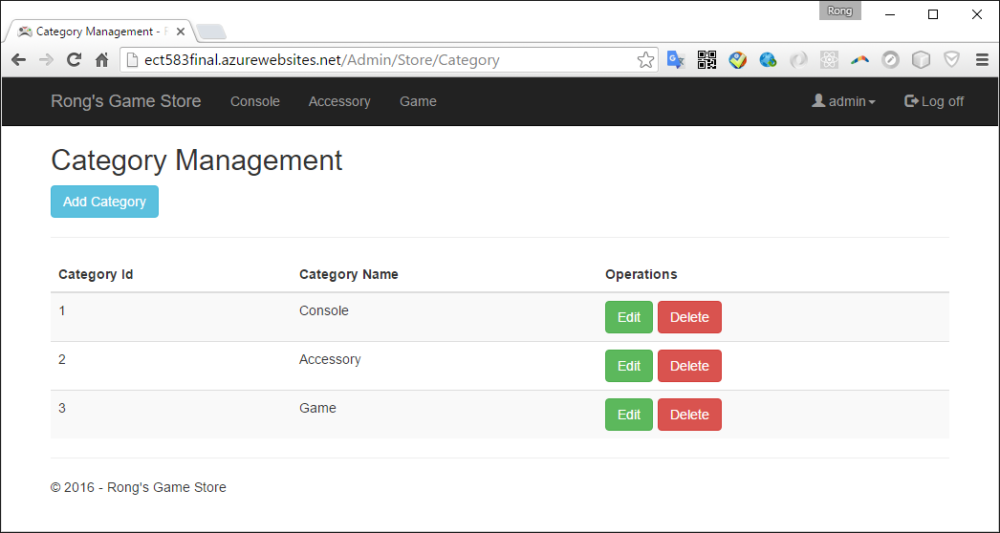 Rong
Category Management -
ect583final.azurewebsites.net/Admin/Store/Category
Rong's Game Store Console Accessory Game admin Log off
Category Management
Add Category
Category Id Category Name Operations
1 Console Edit Delete
2 Accessory Edit Delete
3 Game Edit Delete
© 2016 - Rong's Game Store